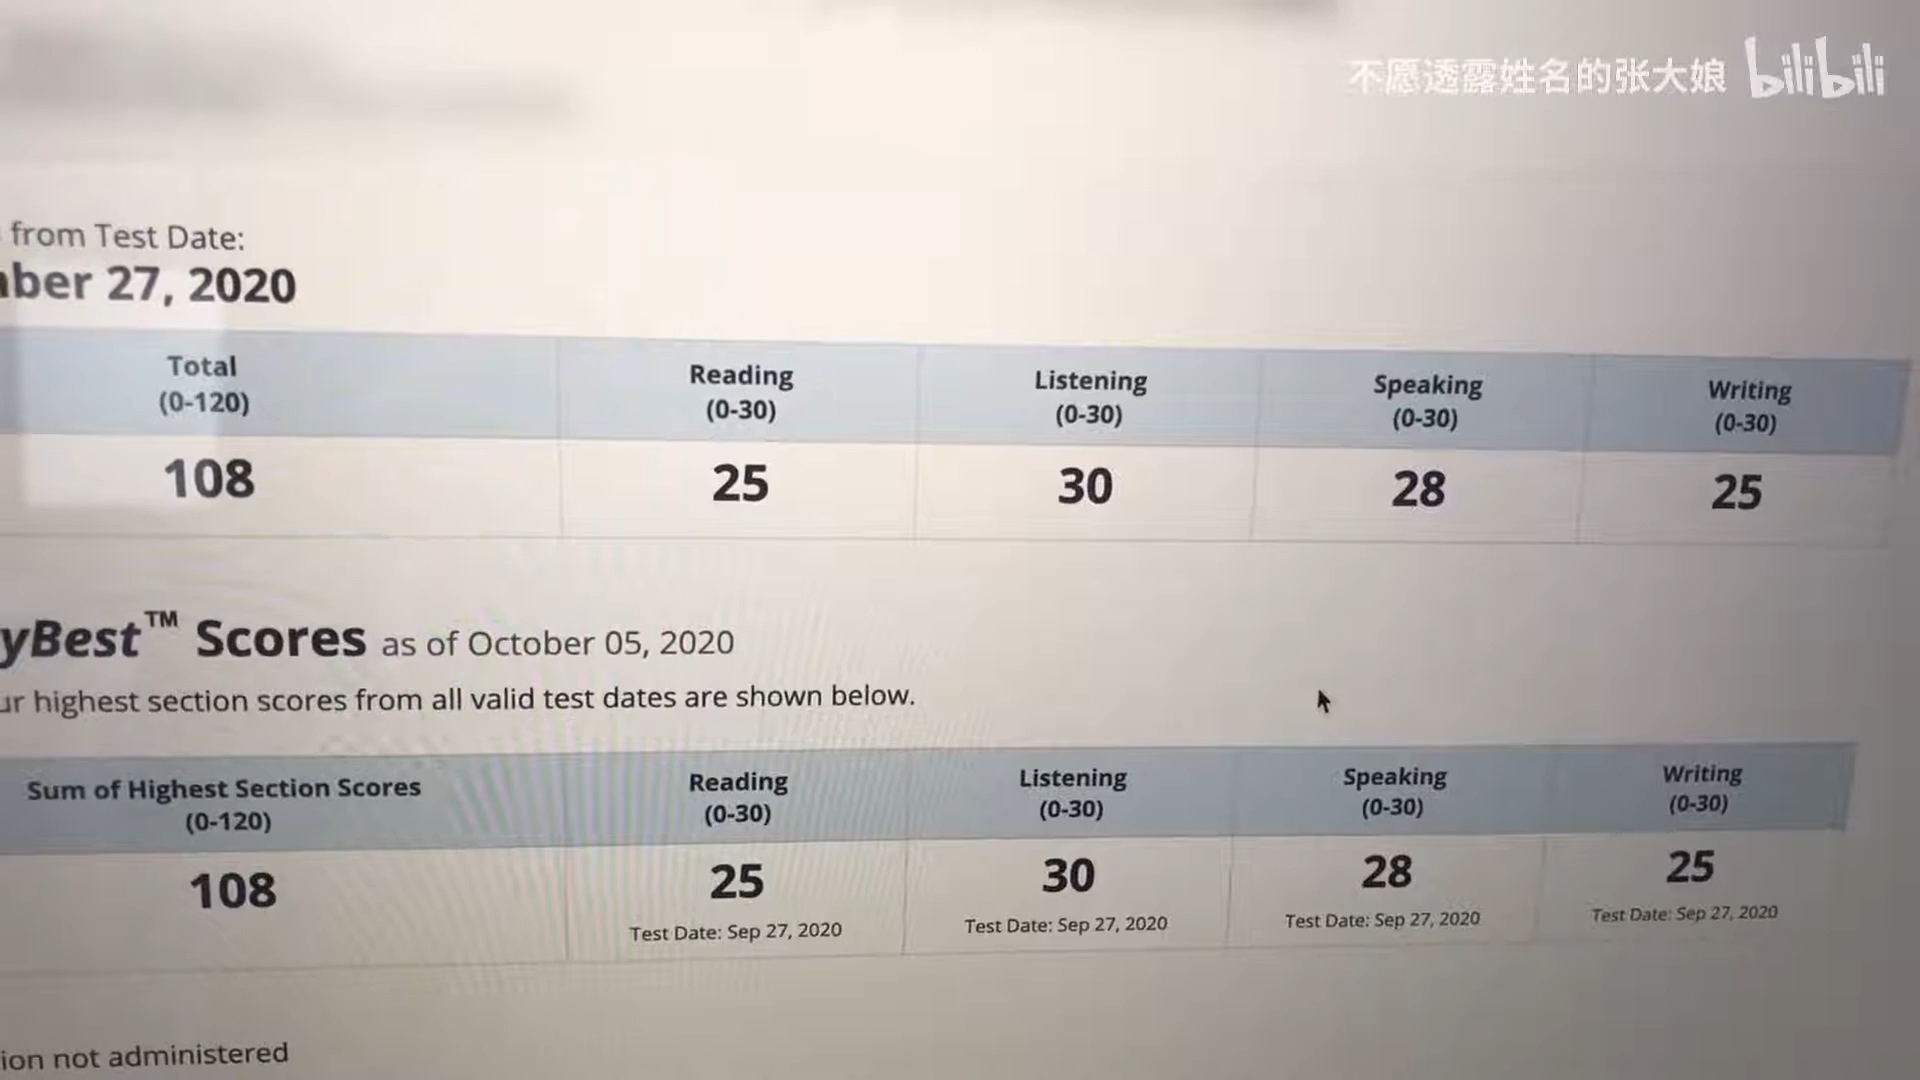 不愿透露姓名的张大娘 bilibili
from Test Date:
ber 27, 2020
Total Reading Listening Speaking Writing
(0-120) (0-30) (0-30) (0-30) (0-30)
108 25 30 28 25
yBest™ Scores as of October 05, 2020
ur highest section scores from all valid test dates are shown below.
Sum of Highest Section Scores Reading Listening Speaking Writing
(0-120) (0-30) (0-30) (0-30) (0-30)
108 25 30 28 25
Test Date: Sep 27, 2020 Test Date: Sep 27, 2020 Test Date: Sep 27, 2020 Test Date: Sep 27, 2020
ion not administered